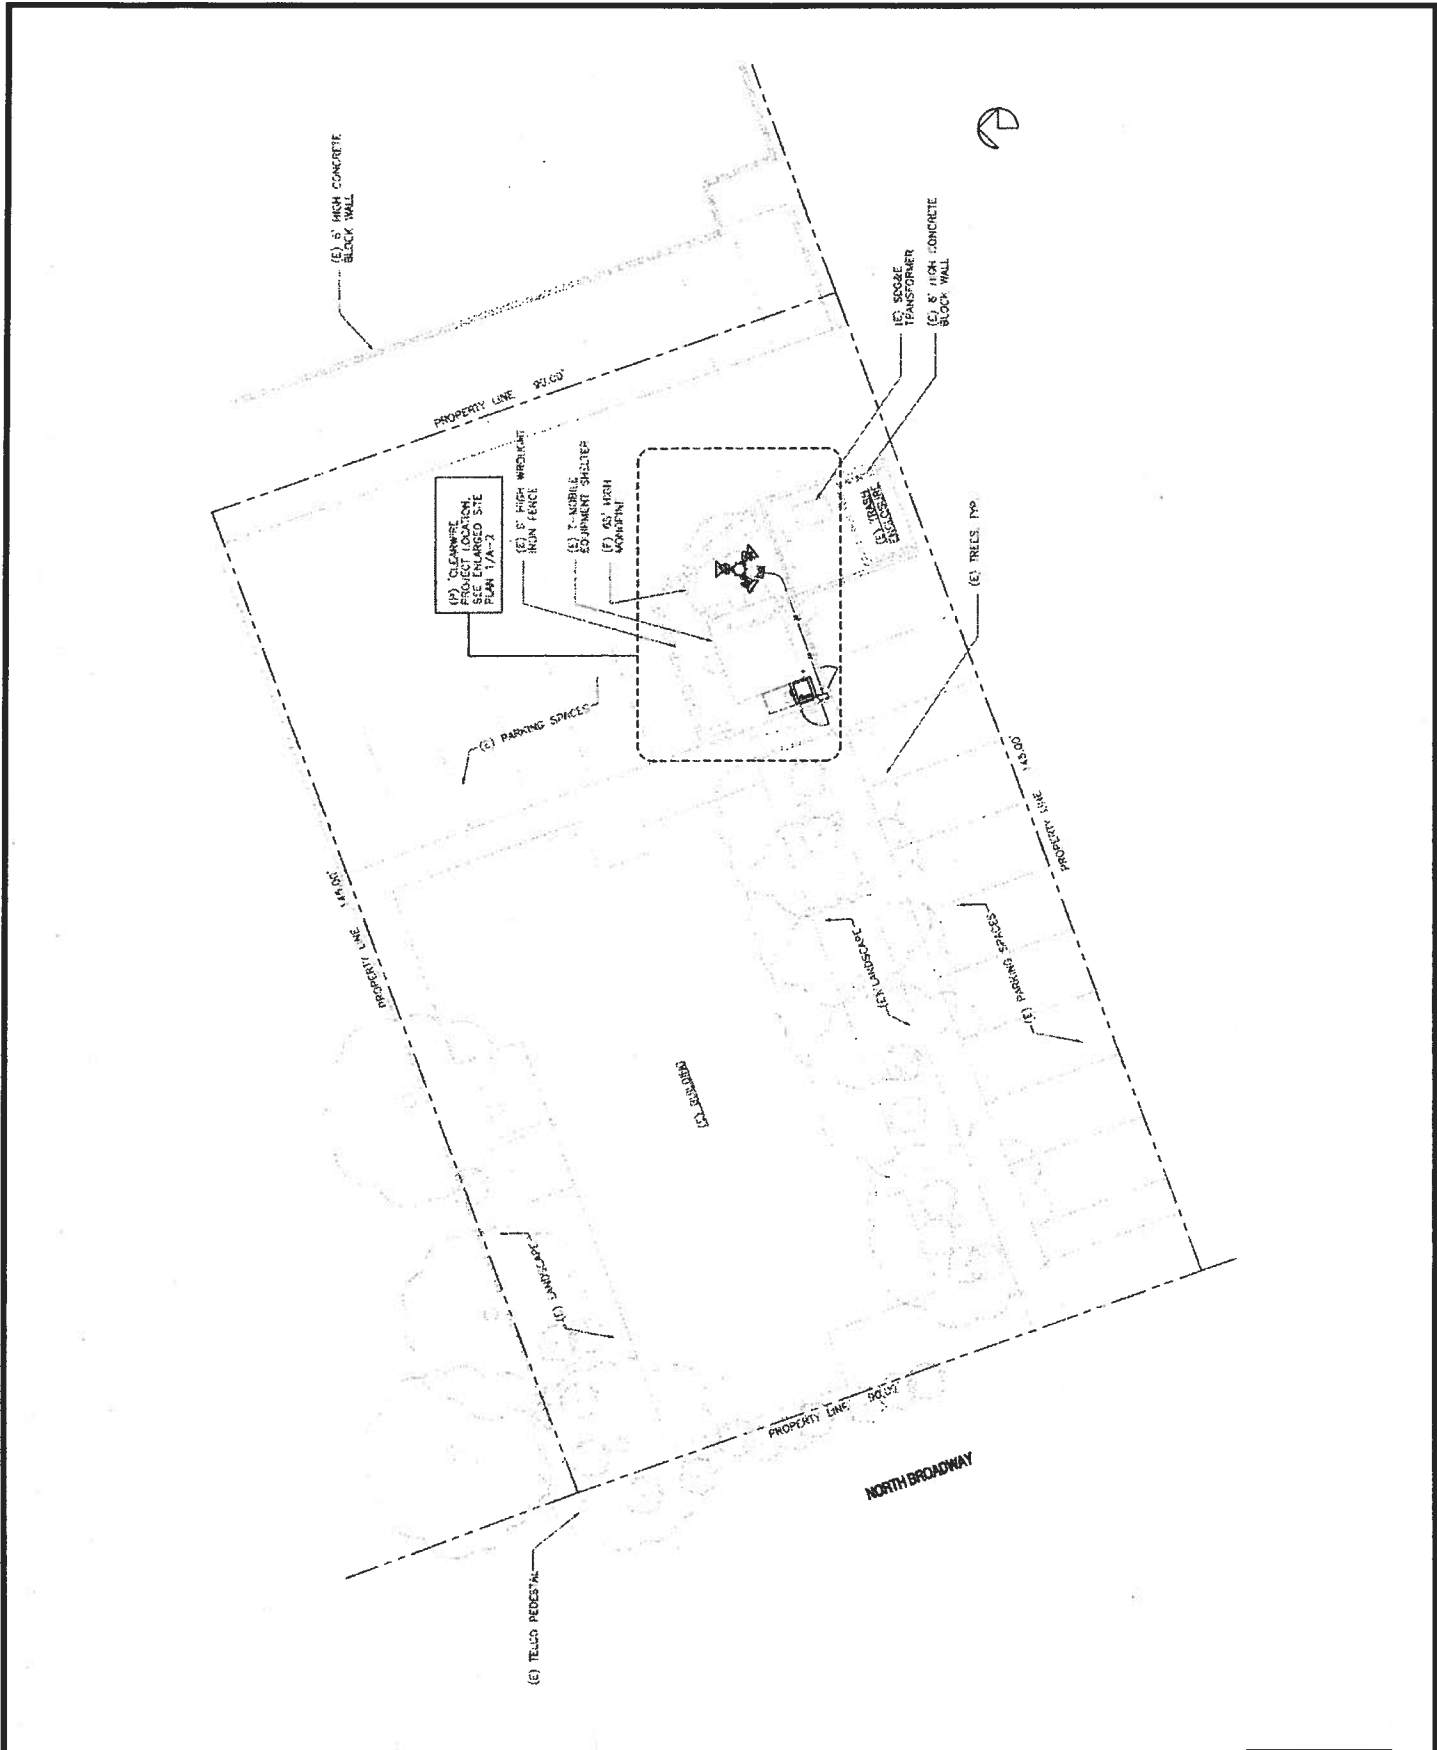 (E) 6' HIGH CONCRETE
BLOCK WALL
PROPERTY LINE 90.00'
(P) CLEARWIRE
PROJECT LOCATION,
SEE ENLARGED SITE
PLAN 1/A-2
HIGH WROUGHT
IRON FENCE
(E) T-MOBILE
EQUIPMENT SHELTER
HIGH
MONOPINE
(E) SDG&E
TRANSFORMER
HIGH CONCRETE
BLOCK WALL
(E) TRASH
ENCLOSURE
(E) TREES, TYP.
(E) PARKING SPACES
PROPERTY LINE 145.00'
PROPERTY LINE
(E) LANDSCAPE
(E) PARKING SPACES
(E) BUILDING
(E) LANDSCAPE
PROPERTY LINE 90.00'
NORTH BROADWAY
(E) TELCO PEDESTAL